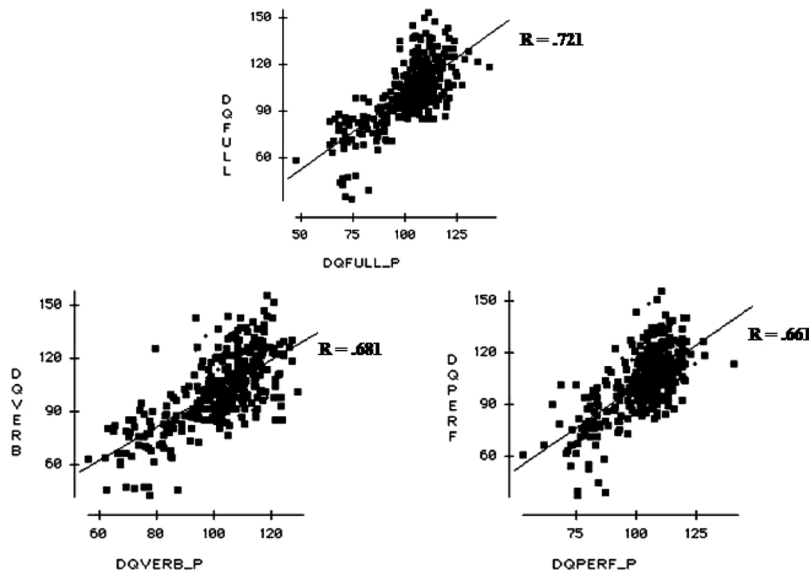 150
120
90
60
DQFULL
R = .721
50 75 100 125
DQFULL_P
150
120
90
60
DQVERB
R = .681
60 80 100 120
DQVERB_P
150
120
90
60
DQPERF
R = .661
75 100 125
DQPERF_P